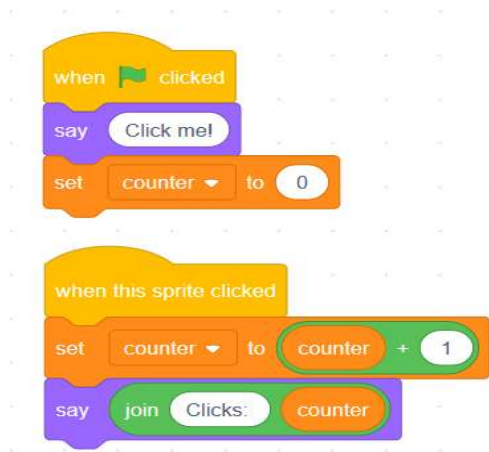 when clicked
say Click me!
set counter to 0
when this sprite clicked
set counter to counter + 1
say join Clicks: counter